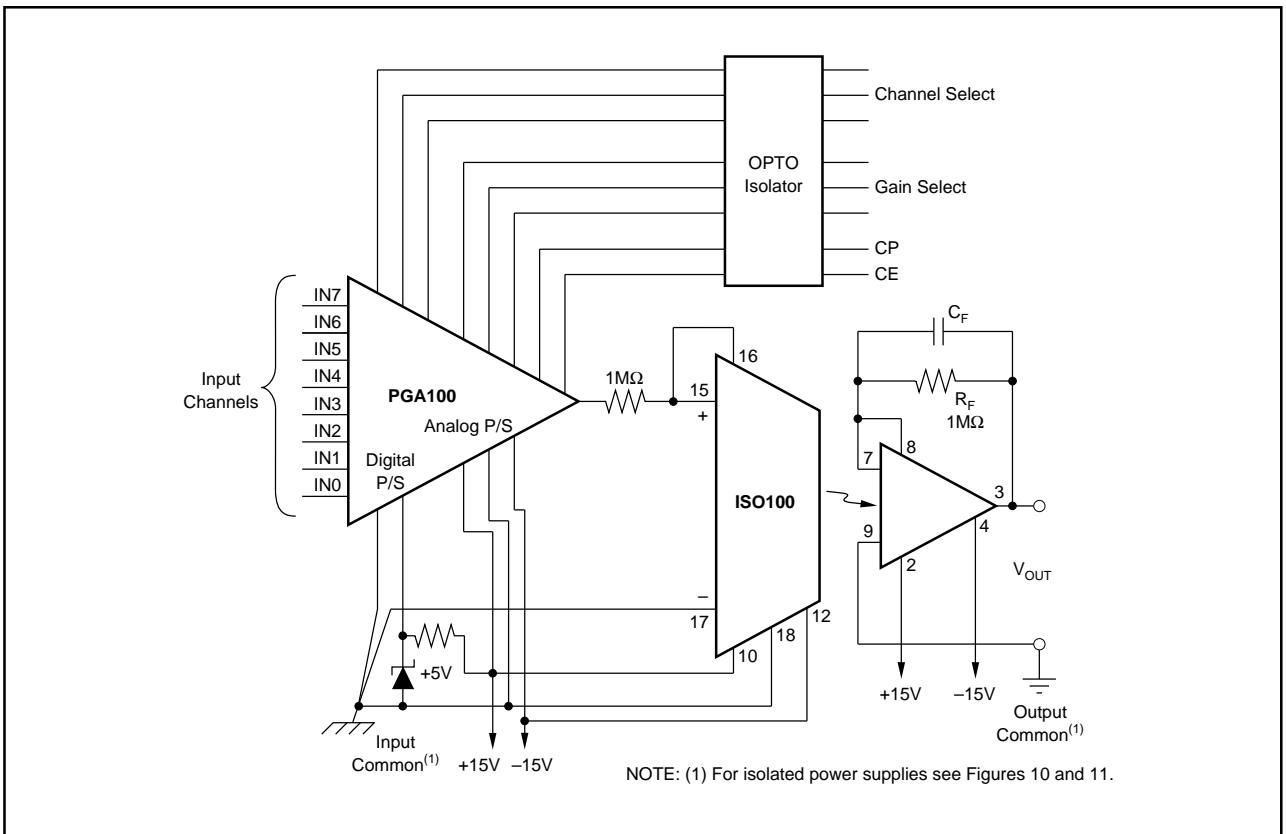 Channel Select
OPTO
Isolator
Gain Select
CP
CE
IN7
IN6
IN5
IN4
IN3
IN2
IN1
IN0
Input
Channels
PGA100
Analog P/S
Digital
P/S
1MΩ
15
+
16
–
17
ISO100
10
18
12
+5V
Input
Common(1)
+15V
–15V
CF
RF
1MΩ
7
8
9
3
4
2
VOUT
+15V
–15V
Output
Common(1)
NOTE: (1) For isolated power supplies see Figures 10 and 11.